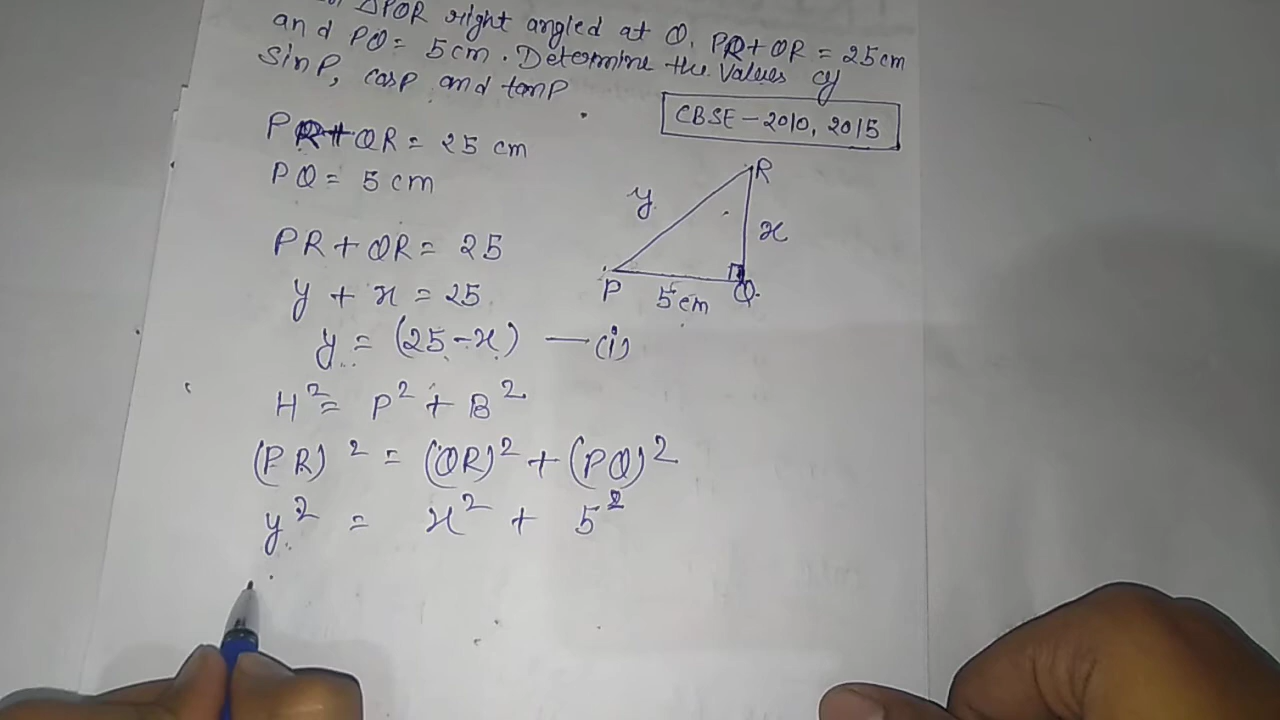 △PQR right angled at Q, PR + QR = 25 cm
and PQ = 5 cm. Determine the values of
sin P, cos P and tan P
CBSE - 2010, 2015
PR + QR = 25 cm
PQ = 5 cm
R
y
x
P
5 cm
Q
PR + QR = 25
y + x = 25
y = (25 - x) — (i)
H² = P² + B²
(PR)² = (QR)² + (PQ)²
y² = x² + 5²